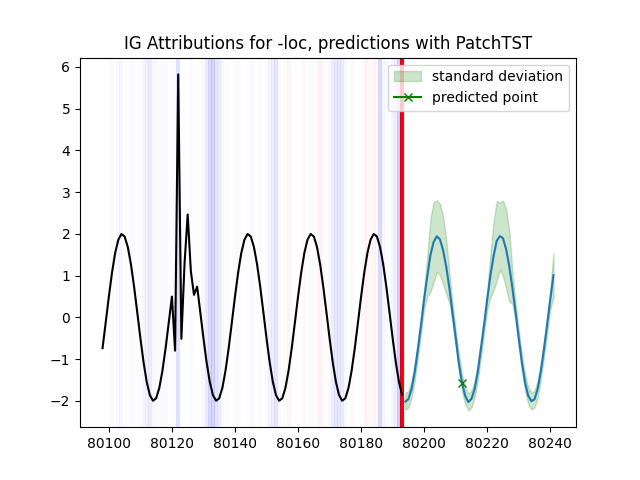 IG Attributions for -loc, predictions with PatchTST
standard deviation
predicted point
6
5
4
3
2
1
0
−1
−2
80100 80120 80140 80160 80180 80200 80220 80240